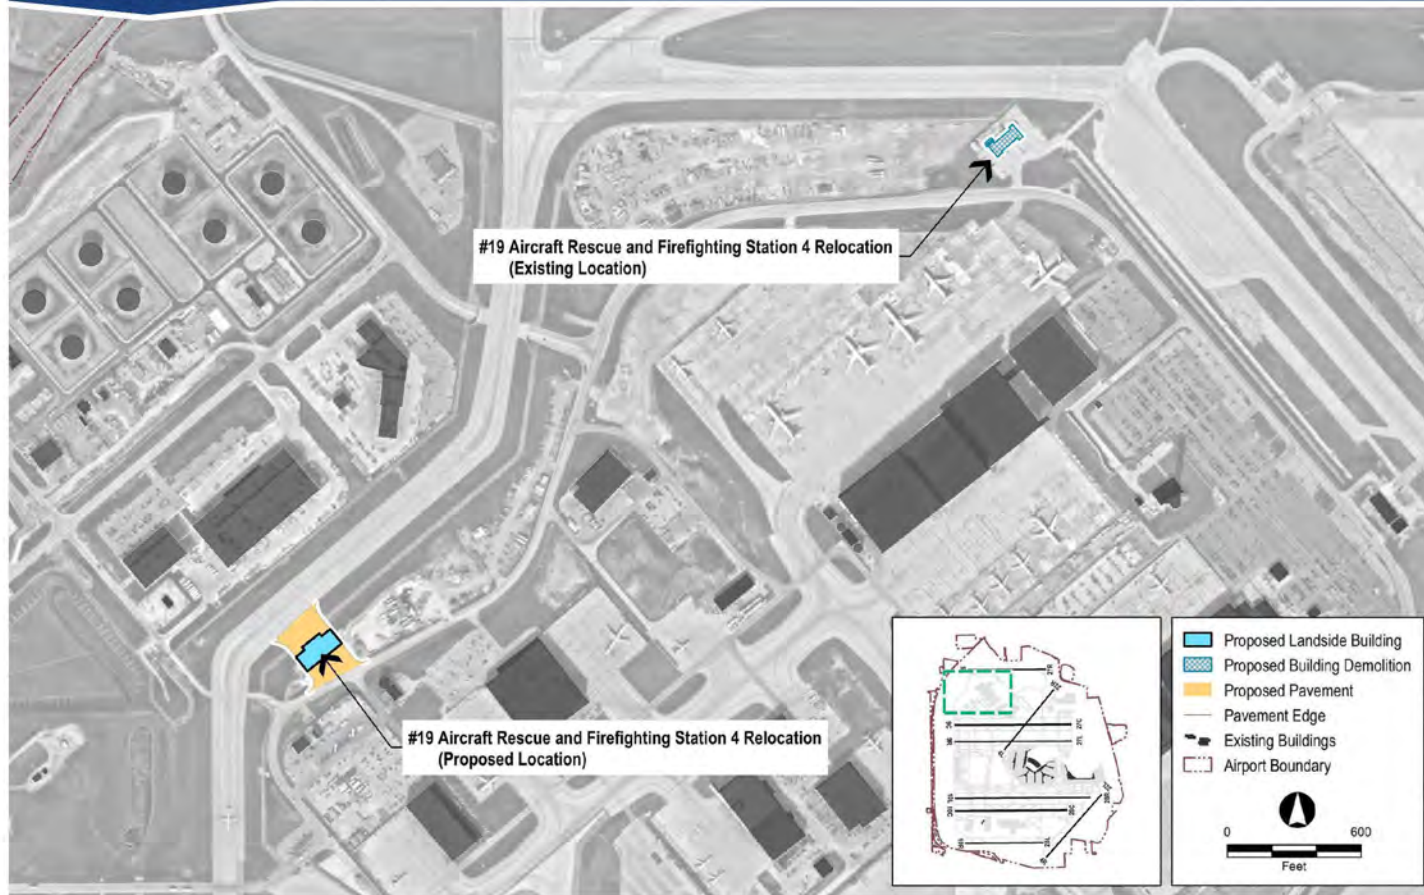 #19 Aircraft Rescue and Firefighting Station 4 Relocation
(Existing Location)
#19 Aircraft Rescue and Firefighting Station 4 Relocation
(Proposed Location)
Proposed Landside Building
Proposed Building Demolition
Proposed Pavement
Pavement Edge
Existing Buildings
Airport Boundary
0 600
Feet